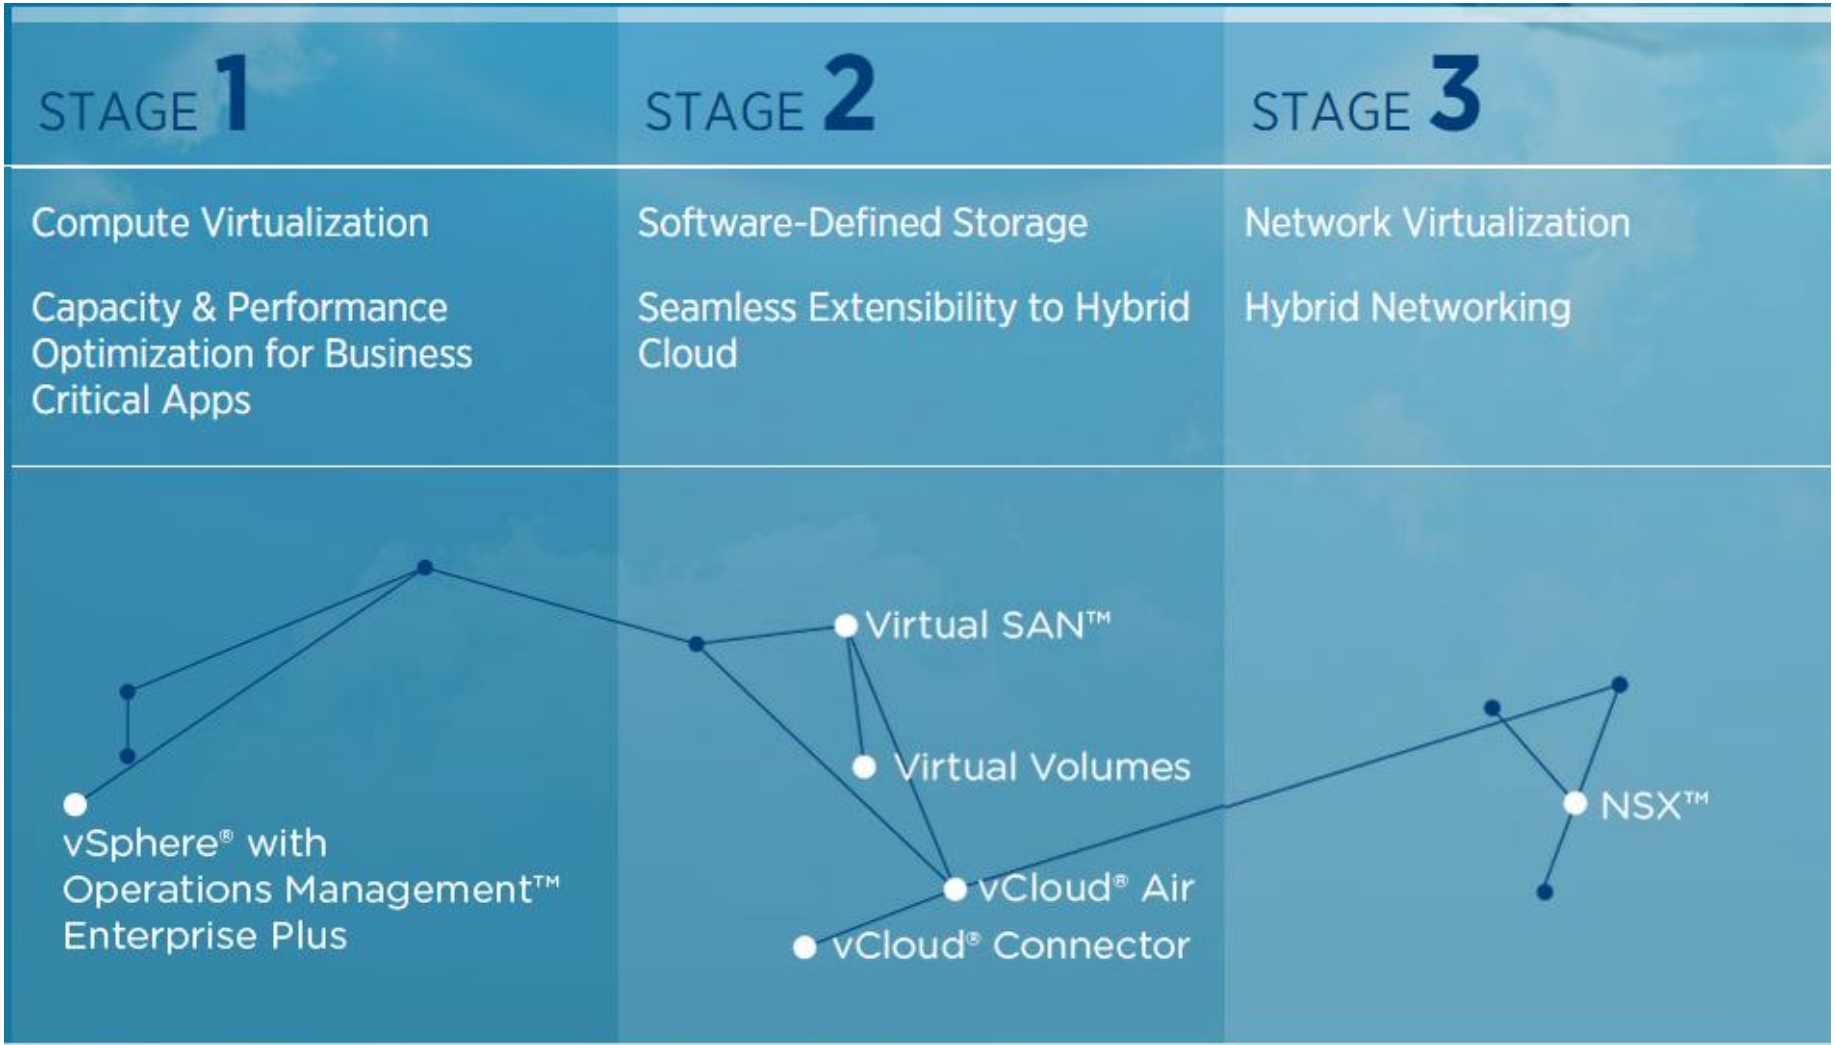 STAGE 1
Compute Virtualization
Capacity & Performance
Optimization for Business
Critical Apps
vSphere® with
Operations Management™
Enterprise Plus
STAGE 2
Software-Defined Storage
Seamless Extensibility to Hybrid
Cloud
Virtual SAN™
Virtual Volumes
vCloud® Air
vCloud® Connector
STAGE 3
Network Virtualization
Hybrid Networking
NSX™